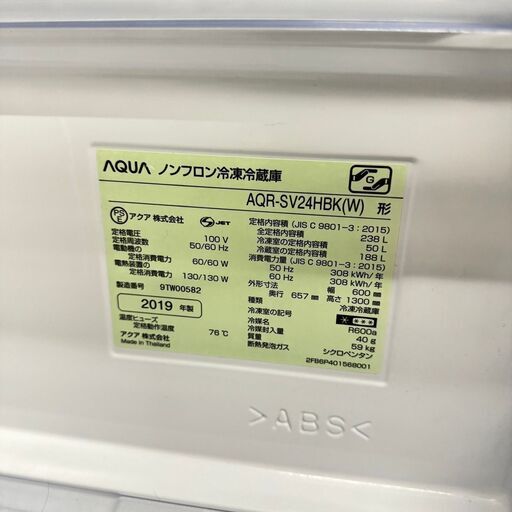 AQUA ノンフロン冷凍冷蔵庫
G
AQR-SV24HBK(W) 形
PS E アクア 株式会社 S JET
定格電圧 100 V
定格周波数 50/60 Hz
電動機の
定格消費電力 60/60 W
電熱装置の
定格消費電力 130/130 W
製造番号 9TW00582
2019 年製
温度ヒューズ
定格動作温度 76℃
アクア 株式会社
Made in Thailand
定格内容積 (JIS C 9801-3 : 2015)
全定格内容積 238 L
冷凍室の定格内容積 50 L
冷蔵室の定格内容積 188 L
消費電力量 (JIS C 9801-3 : 2015)
50 Hz 308 kWh/年
60 Hz 308 kWh/年
外形寸法 幅 600 mm
奥行 657 mm 高さ 1300 mm
種類 冷凍冷蔵庫
冷凍室の記号
冷媒名 R600a
冷媒封入量 40 g
質量 59 kg
断熱発泡ガス シクロペンタン
2FB6P401568001
>ABS<